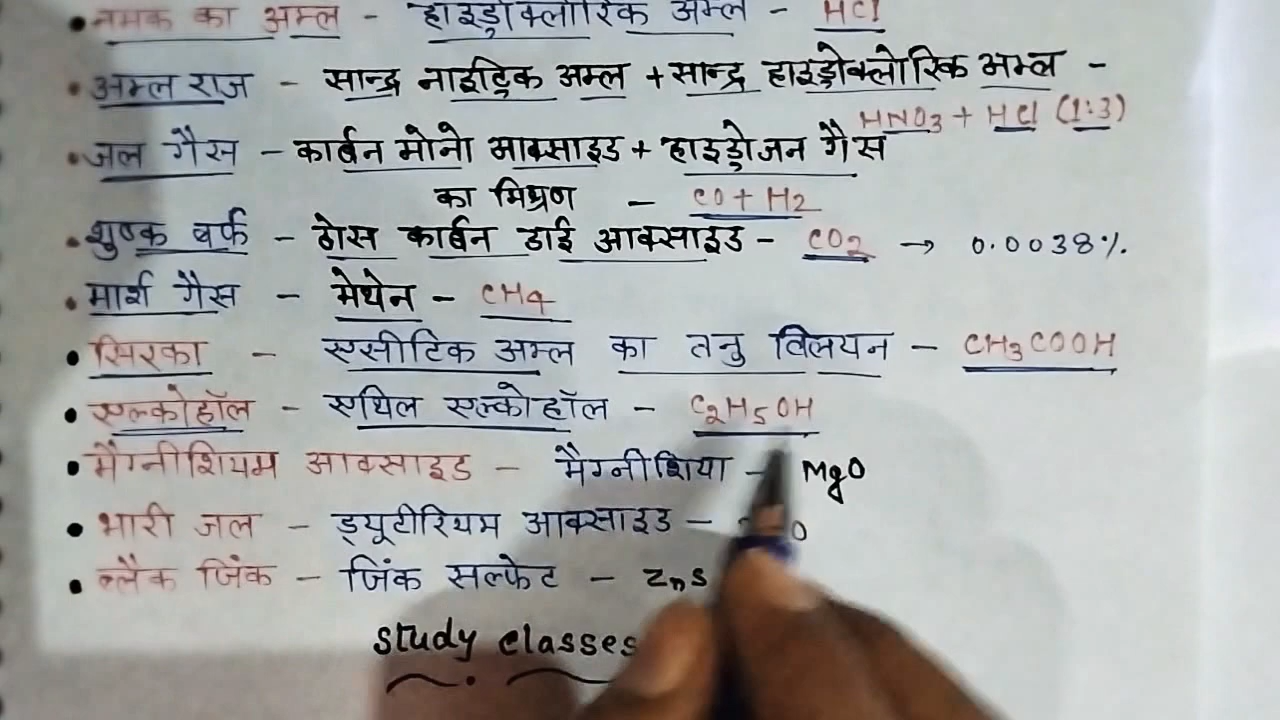 • नमक का अम्ल - हाइड्रोक्लोरिक अम्ल - HCl
• अम्ल राज - सान्द्र नाइट्रिक अम्ल + सान्द्र हाइड्रोक्लोरिक अम्ल -
HNO3 + HCl (1:3)
• जल गैस - कार्बन मोनो आक्साइड + हाइड्रोजन गैस
का मिश्रण - CO + H2
• शुष्क बर्फ - ठोस कार्बन डाई आक्साइड - CO2 → 0.0038%.
• मार्श गैस - मेथेन - CH4
• सिरका - एसीटिक अम्ल का तनु विलयन - CH3COOH
• एल्कोहॉल - एथिल एल्कोहॉल - C2H5OH
• मैग्नीशियम आक्साइड - मैग्नीशिया - MgO
• भारी जल - ड्यूटीरियम आक्साइड - O
• ब्लैक जिंक - जिंक सल्फेट - ZnS
study classes